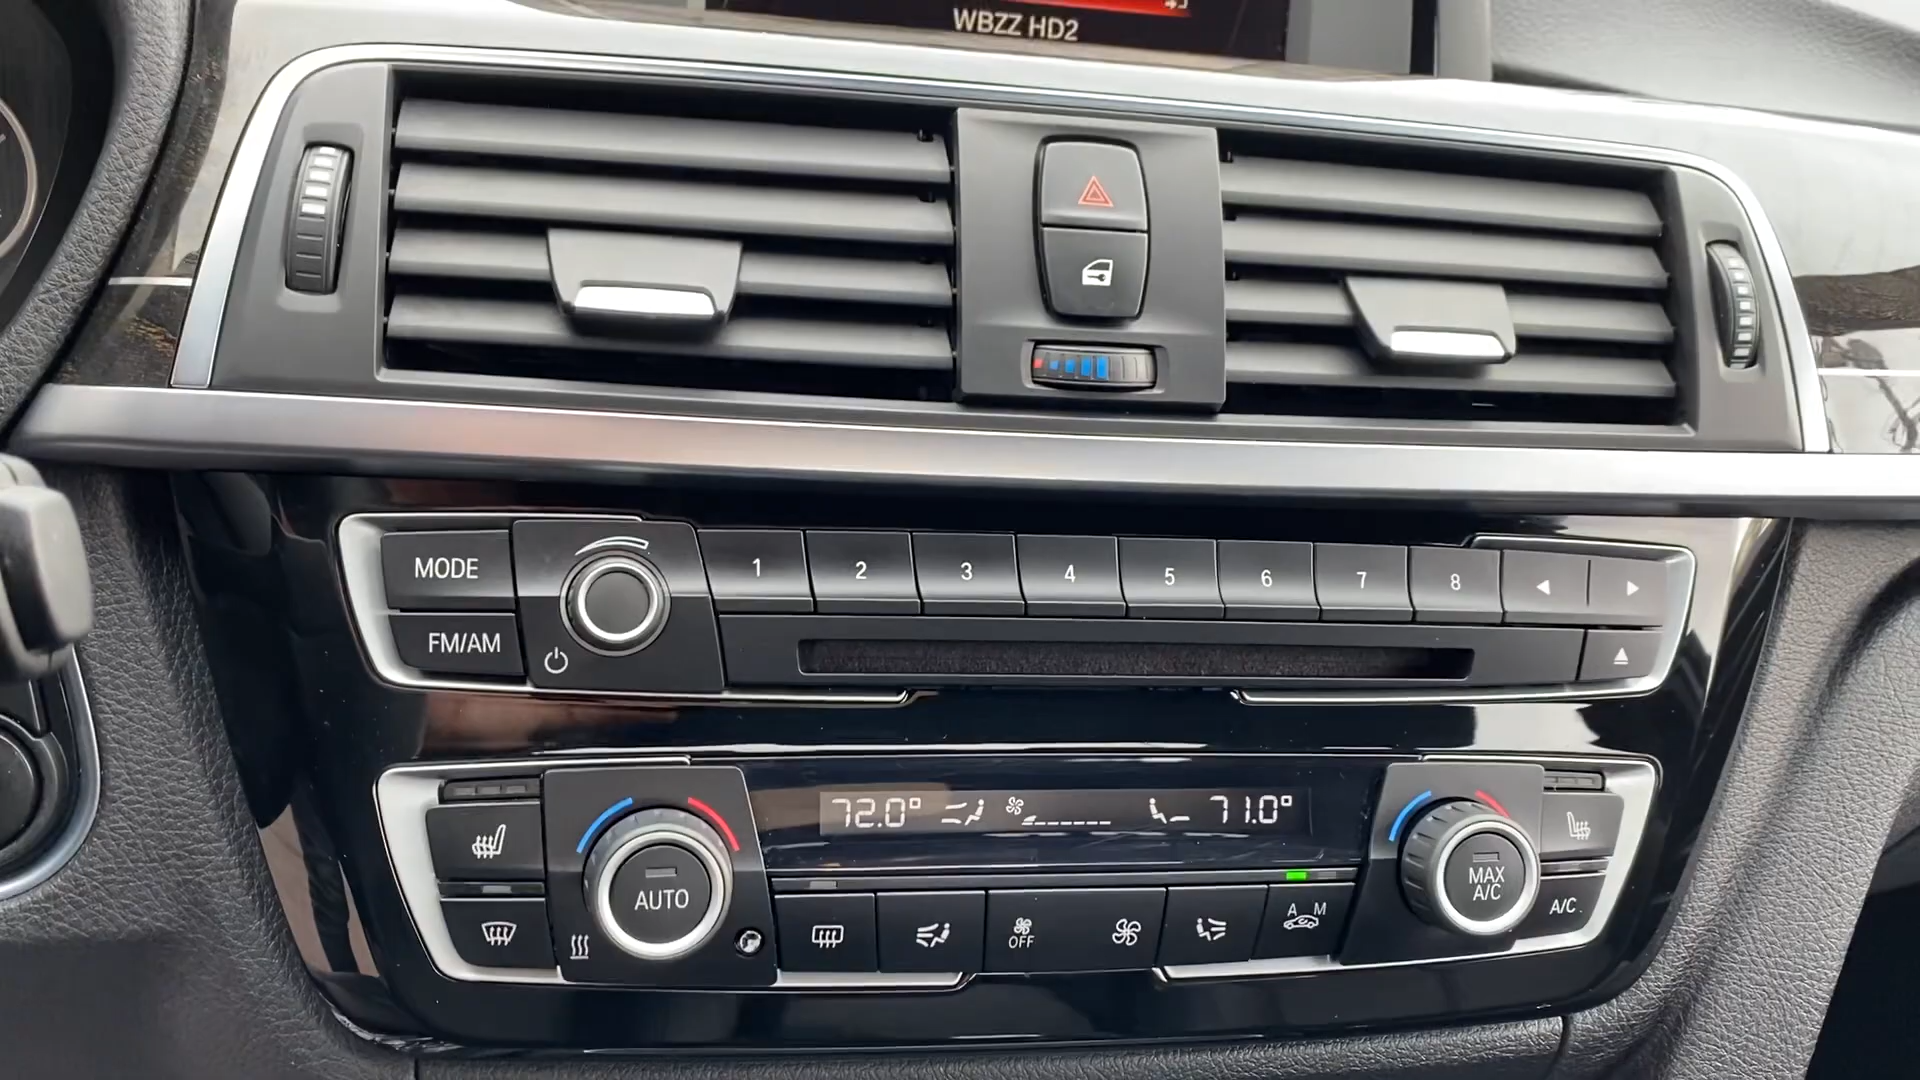 WBZZ HD2
MODE
1 2 3 4 5 6 7 8
FM/AM
72.0° 71.0°
AUTO
MAX
A/C
A/C
OFF
A M